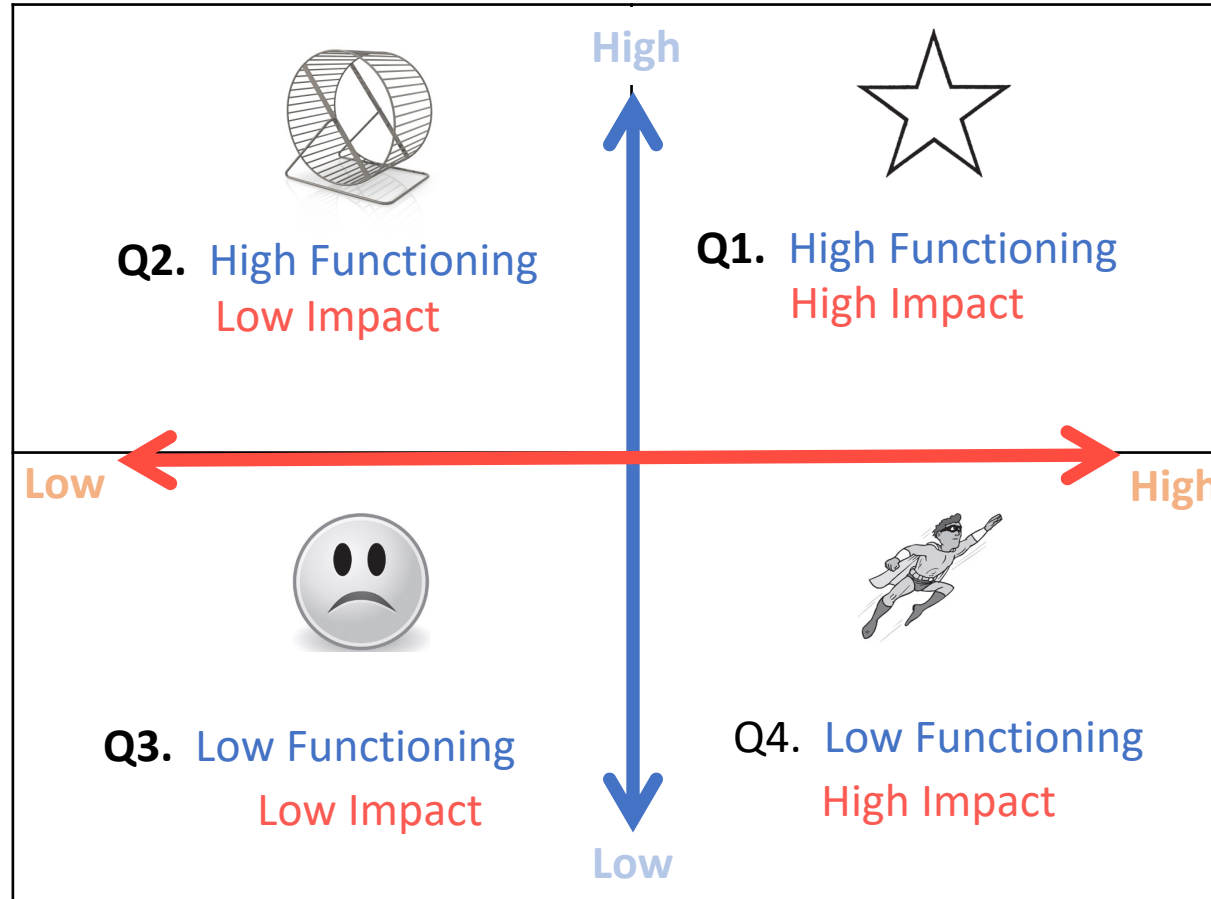 High
Q2. High Functioning
Low Impact
Q1. High Functioning
High Impact
Low
High
Q3. Low Functioning
Low Impact
Q4. Low Functioning
High Impact
Low